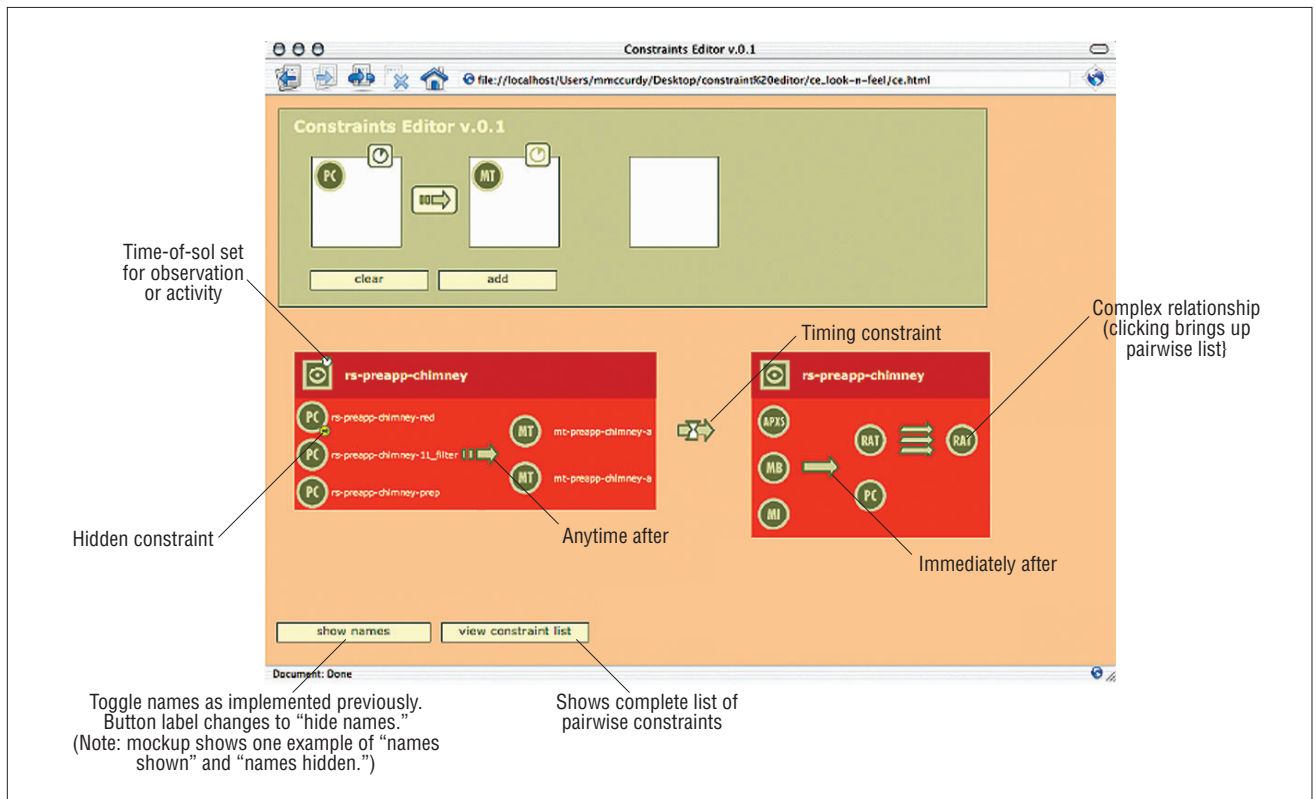 Constraints Editor v.0.1
file://localhost/Users/mmccurdy/Desktop/constraint%20editor/ce_look-n-feel/ce.html
Constraints Editor v.0.1
PC
MT
clear
add
Time-of-sol set
for observation
or activity
Timing constraint
Complex relationship
(clicking brings up
pairwise list}
rs-preapp-chimney
PC rs-preapp-chimney-red
PC rs-preapp-chimney-11_filter
PC rs-preapp-chimney-prep
MT mt-preapp-chimney-a
MT mt-preapp-chimney-a
rs-preapp-chimney
APXS
MB
MI
RAT
RAT
PC
Hidden constraint
Anytime after
Immediately after
show names
view constraint list
Document: Done
Toggle names as implemented previously.
Button label changes to “hide names.”
(Note: mockup shows one example of “names
shown” and “names hidden.”)
Shows complete list of
pairwise constraints